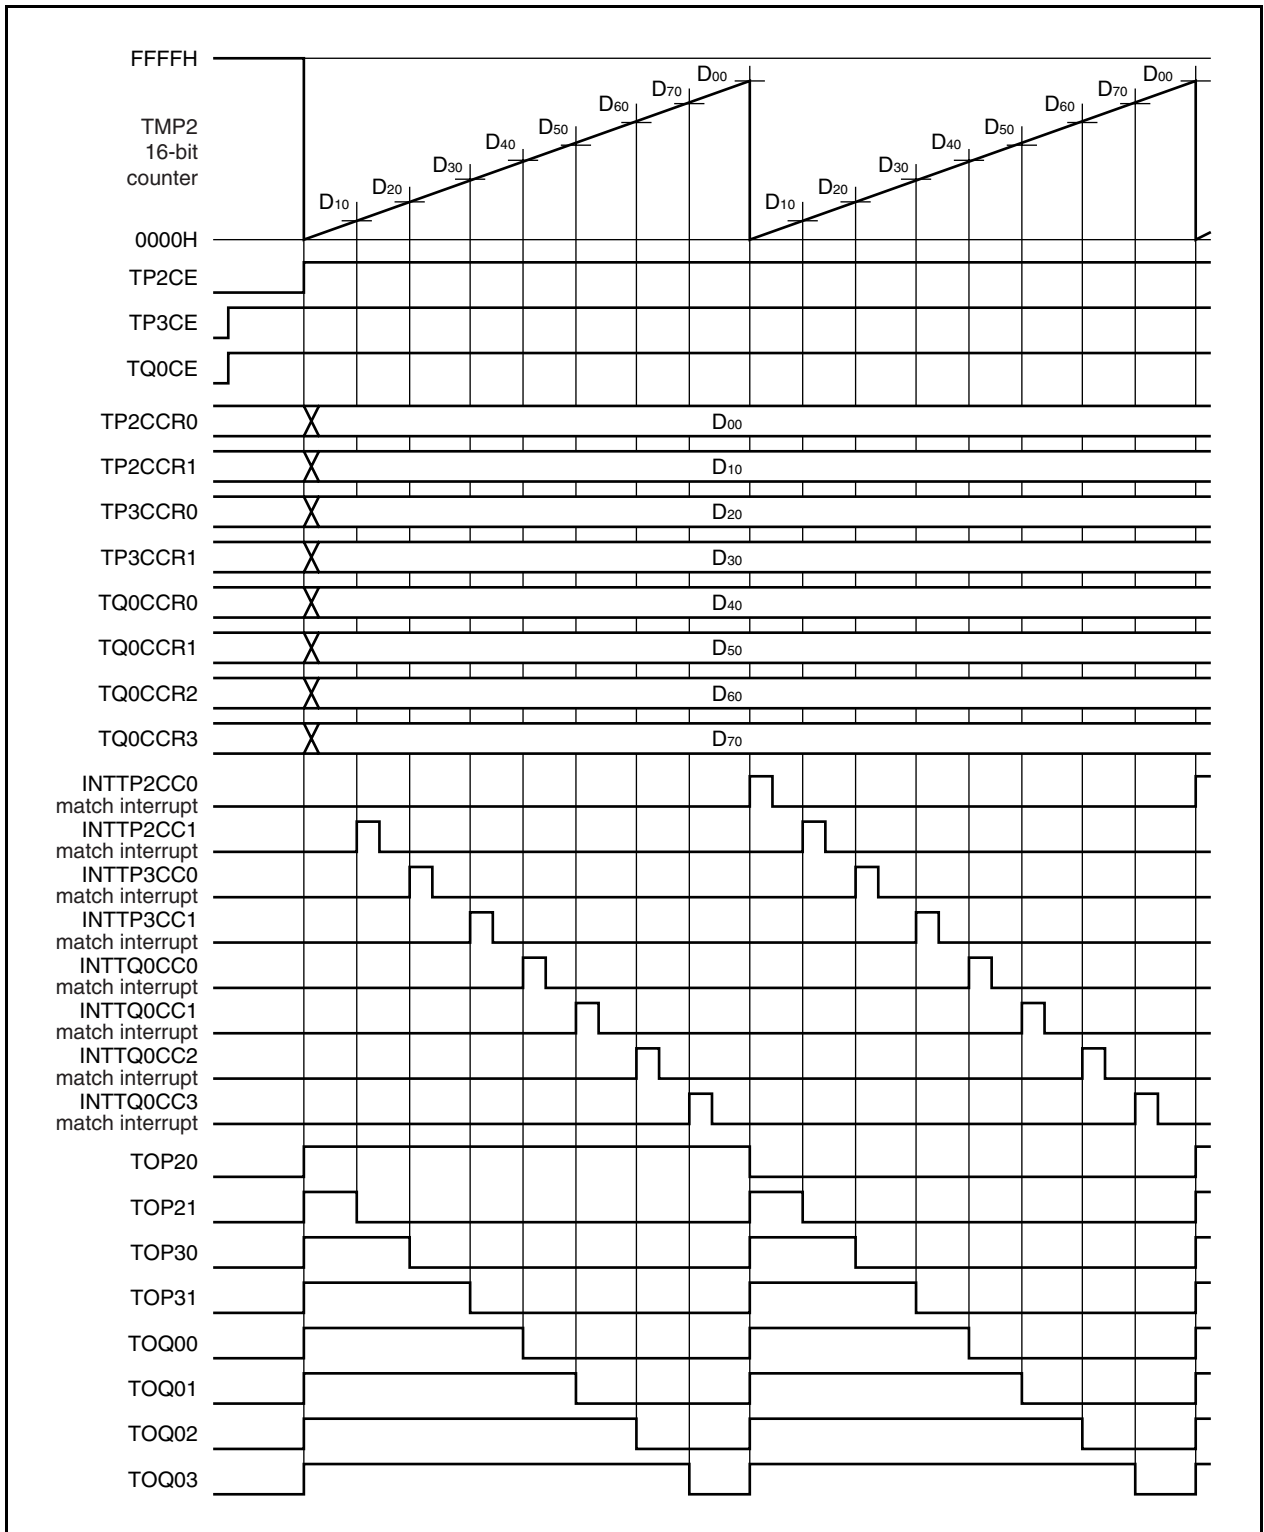 FFFFH
TMP2
16-bit
counter
0000H
D10
D20
D30
D40
D50
D60
D70
D00
D10
D20
D30
D40
D50
D60
D70
D00
TP2CE
TP3CE
TQ0CE
TP2CCR0 D00
TP2CCR1 D10
TP3CCR0 D20
TP3CCR1 D30
TQ0CCR0 D40
TQ0CCR1 D50
TQ0CCR2 D60
TQ0CCR3 D70
INTTP2CC0
match interrupt
INTTP2CC1
match interrupt
INTTP3CC0
match interrupt
INTTP3CC1
match interrupt
INTTQ0CC0
match interrupt
INTTQ0CC1
match interrupt
INTTQ0CC2
match interrupt
INTTQ0CC3
match interrupt
TOP20
TOP21
TOP30
TOP31
TOQ00
TOQ01
TOQ02
TOQ03